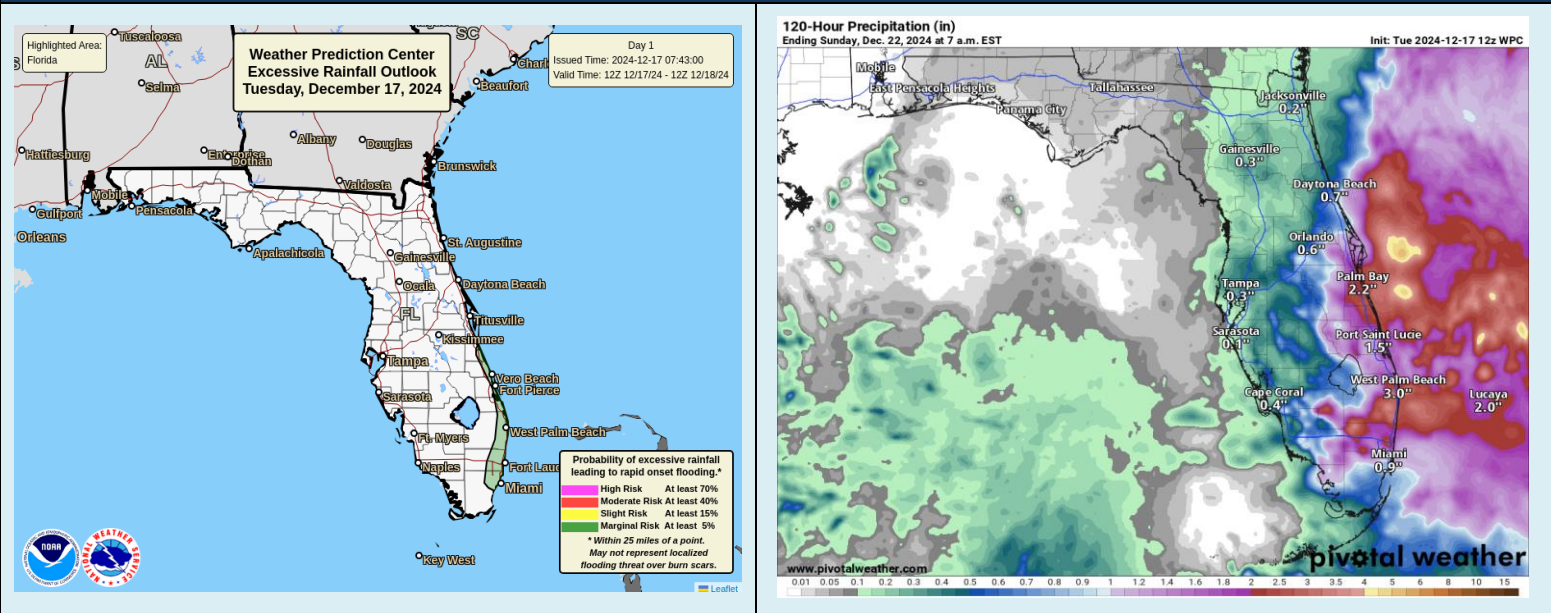 Highlighted Area:
Florida
Weather Prediction Center
Excessive Rainfall Outlook
Tuesday, December 17, 2024
Day 1
Issued Time: 2024-12-17 07:43:00
Valid Time: 12Z 12/17/24 - 12Z 12/18/24
Tuscaloosa
SC
AL
Selma
Beaufort
Albany
Douglas
Hattiesburg
Enterprise
Dothan
Brunswick
Valdosta
Mobile
Pensacola
Gulfport
Orleans
St. Augustine
Apalachicola
Gainesville
Ocala
Daytona Beach
FL
Titusville
Kissimmee
Tampa
Vero Beach
Fort Pierce
Sarasota
West Palm Beach
Ft. Myers
Naples
Fort Laud
Miami
Key West
Probability of excessive rainfall
leading to rapid onset flooding.*
High Risk At least 70%
Moderate Risk At least 40%
Slight Risk At least 15%
Marginal Risk At least 5%
* Within 25 miles of a point.
May not represent localized
flooding threat over burn scars.
NOAA
Leaflet
120-Hour Precipitation (in)
Ending Sunday, Dec. 22, 2024 at 7 a.m. EST
Init: Tue 2024-12-17 12z WPC
Mobile
East Pensacola Heights
Tallahassee
Panama City
Jacksonville
0.2"
Gainesville
0.3"
Daytona Beach
0.7"
Orlando
0.6"
Palm Bay
2.2"
Tampa
0.3"
Sarasota
0.1"
Port Saint Lucie
1.5"
West Palm Beach
3.0"
Cape Coral
0.4"
Lucaya
2.0"
Miami
0.9"
pivotal weather
www.pivotalweather.com
0.01 0.05 0.1 0.2 0.3 0.4 0.5 0.6 0.7 0.8 0.9 1 1.2 1.4 1.6 1.8 2 2.5 3 3.5 4 5 6 8 10 15